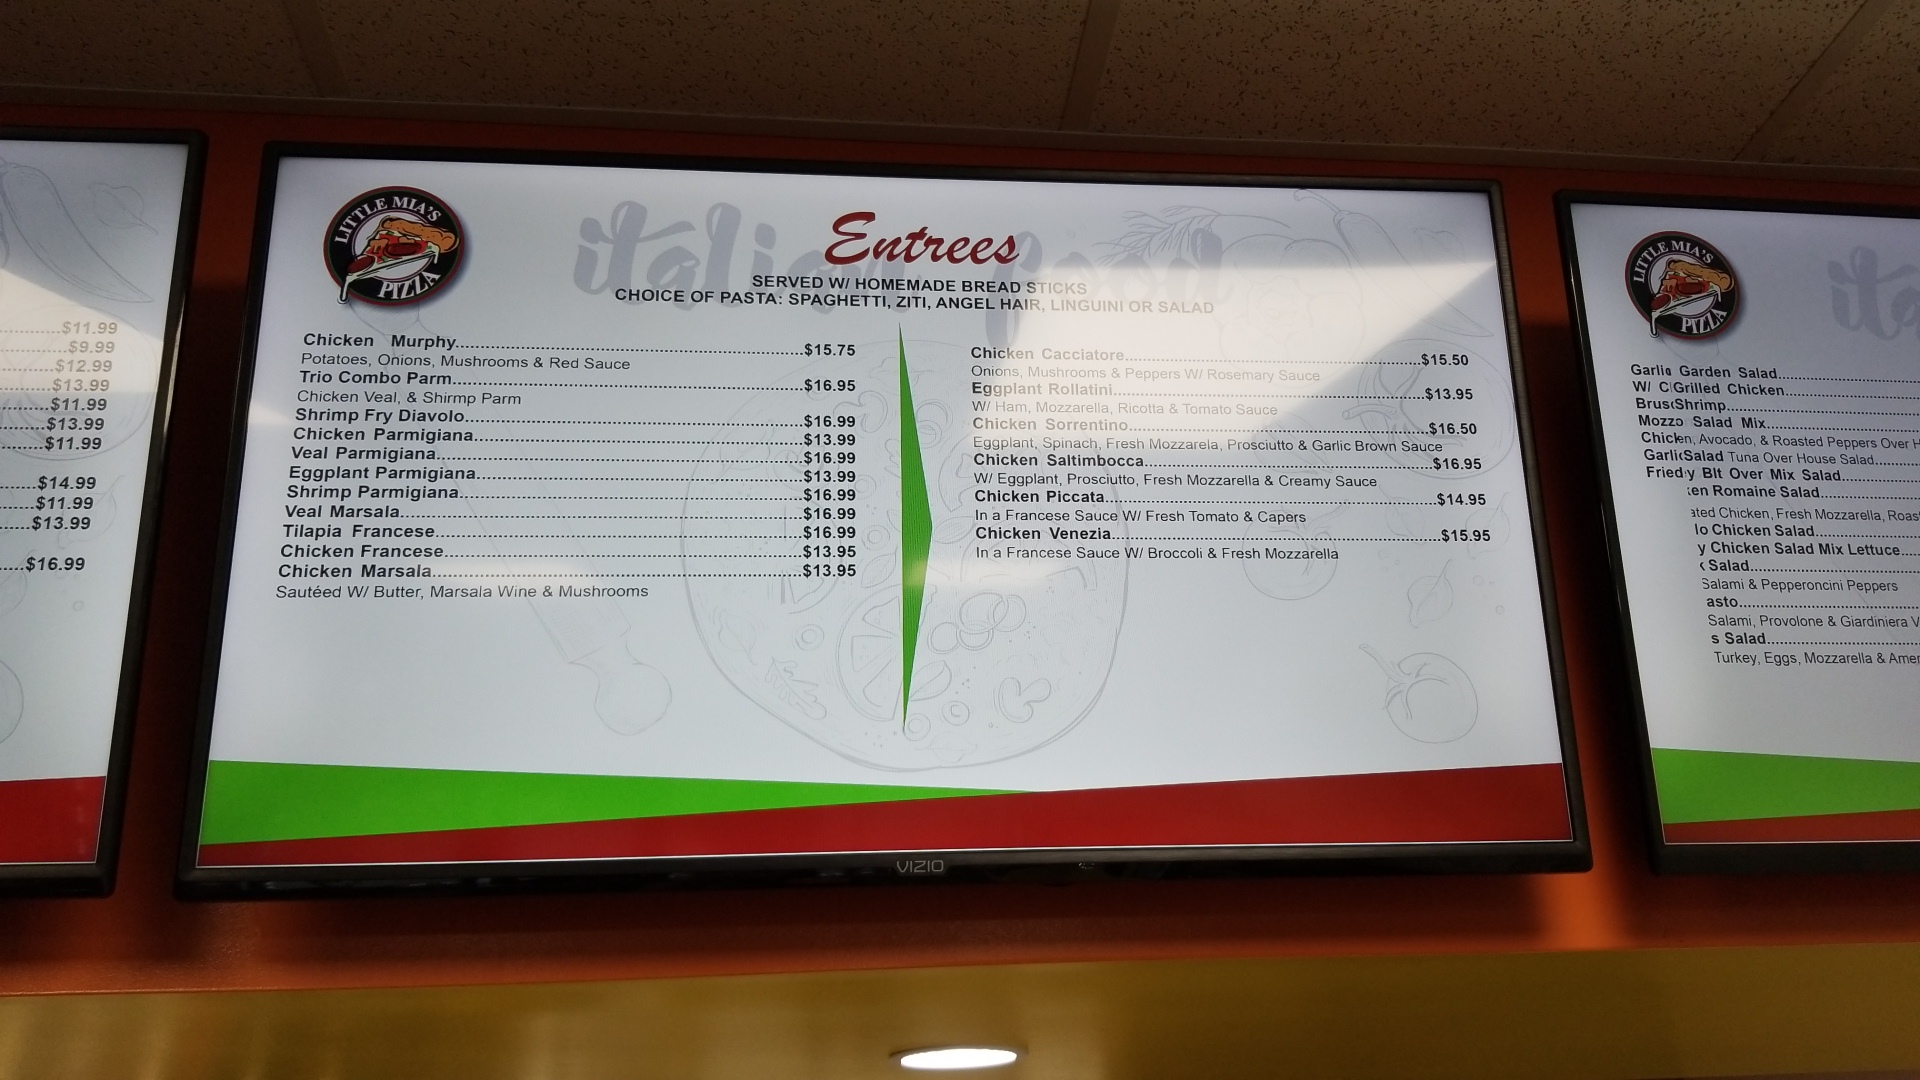 $11.99
$9.99
$12.99
$13.99
$11.99
$13.99
$11.99
$14.99
$11.99
$13.99
$16.99
LITTLE MIA'S
PIZZA
italian food
Entrees
SERVED W/ HOMEMADE BREAD STICKS
CHOICE OF PASTA: SPAGHETTI, ZITI, ANGEL HAIR, LINGUINI OR SALAD
Chicken Murphy $15.75
Potatoes, Onions, Mushrooms & Red Sauce
Trio Combo Parm $16.95
Chicken Veal, & Shirmp Parm
Shrimp Fry Diavolo $16.99
Chicken Parmigiana $13.99
Veal Parmigiana $16.99
Eggplant Parmigiana $13.99
Shrimp Parmigiana $16.99
Veal Marsala $16.99
Tilapia Francese $16.99
Chicken Francese $13.95
Chicken Marsala $13.95
Sautéed W/ Butter, Marsala Wine & Mushrooms
Chicken Cacciatore $15.50
Onions, Mushrooms & Peppers W/ Rosemary Sauce
Eggplant Rollatini $13.95
W/ Ham, Mozzarella, Ricotta & Tomato Sauce
Chicken Sorrentino $16.50
Eggplant, Spinach, Fresh Mozzarela, Prosciutto & Garlic Brown Sauce
Chicken Saltimbocca $16.95
W/ Eggplant, Prosciutto, Fresh Mozzarella & Creamy Sauce
Chicken Piccata $14.95
In a Francese Sauce W/ Fresh Tomato & Capers
Chicken Venezia $15.95
In a Francese Sauce W/ Broccoli & Fresh Mozzarella
VIZIO
LITTLE MIA'S
PIZZA
Garden Salad
W/ Grilled Chicken
Shrimp
Salad Mix
Chicken, Avocado, & Roasted Peppers Over
Salad Tuna Over House Salad
Blt Over Mix Salad
Romaine Salad
Chicken, Fresh Mozzarella,
Chicken Salad
Chicken Salad Mix Lettuce
Salad
Salami & Pepperoncini Peppers
Salami, Provolone & Giardiniera
Salad
Turkey, Eggs, Mozzarella &